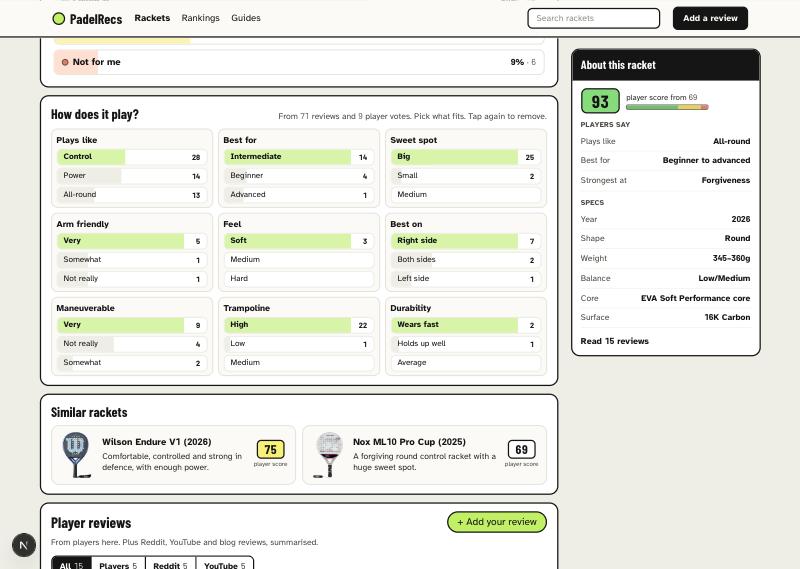 PadelRecs Rackets Rankings Guides Search rackets Add a review
Not for me 9% · 6
How does it play? From 71 reviews and 9 player votes. Pick what fits. Tap again to remove.
Plays like
Control 28
Power 14
All-round 13
Best for
Intermediate 14
Beginner 4
Advanced 1
Sweet spot
Big 25
Small 2
Medium
Arm friendly
Very 5
Somewhat 1
Not really 1
Feel
Soft 3
Medium
Hard
Best on
Right side 7
Both sides 2
Left side 1
Maneuverable
Very 9
Not really 4
Somewhat 2
Trampoline
High 22
Low 1
Medium
Durability
Wears fast 2
Holds up well 1
Average
Similar rackets
Wilson Endure V1 (2026)
Comfortable, controlled and strong in
defence, with enough power.
75
player score
Nox ML10 Pro Cup (2025)
A forgiving round control racket with a
huge sweet spot.
69
player score
Player reviews + Add your review
From players here. Plus Reddit, YouTube and blog reviews, summarised.
All 15 Players 5 Reddit 5 YouTube 5
About this racket
93 player score from 69
PLAYERS SAY
Plays like All-round
Best for Beginner to advanced
Strongest at Forgiveness
SPECS
Year 2026
Shape Round
Weight 345–360g
Balance Low/Medium
Core EVA Soft Performance core
Surface 16K Carbon
Read 15 reviews
N